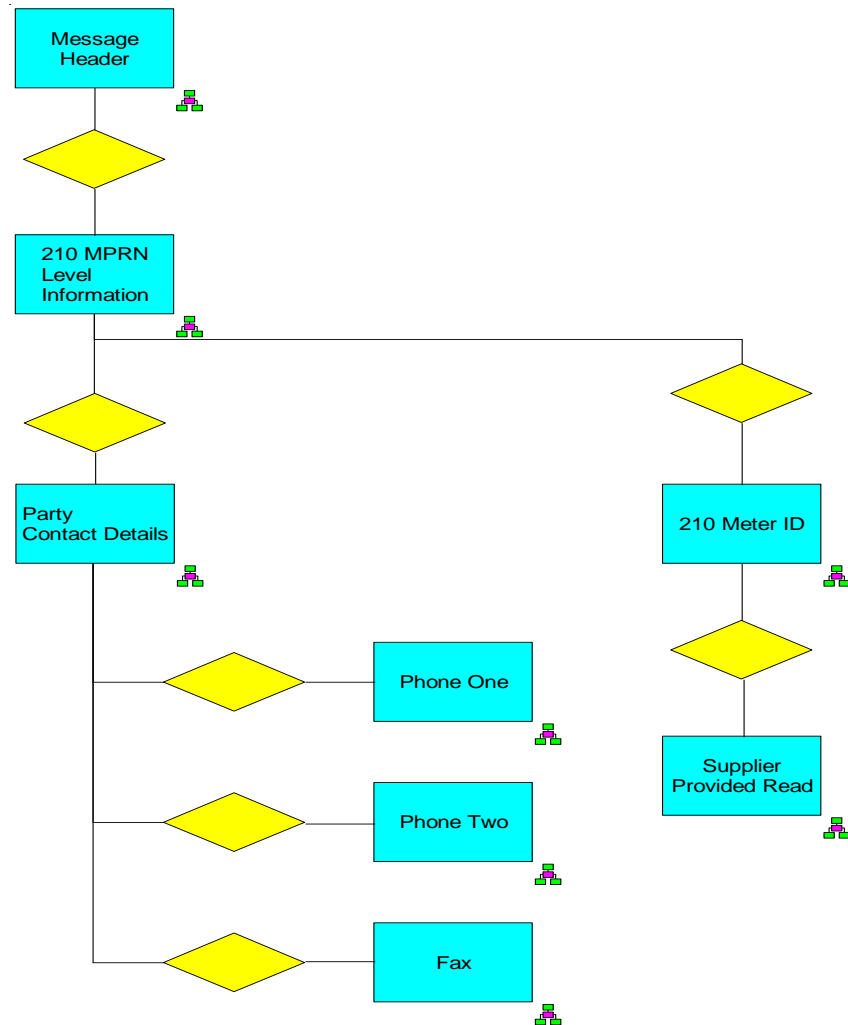 Message
Header
210 MPRN
Level
Information
Party
Contact Details
210 Meter ID
Phone One
Supplier
Provided Read
Phone Two
Fax